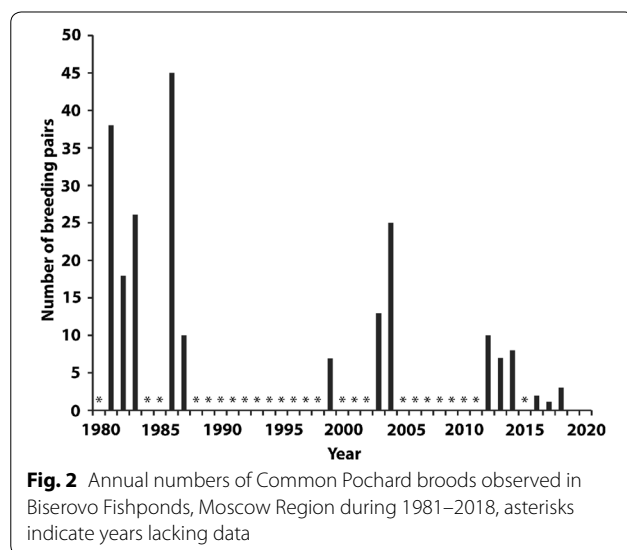 50
45
40
35
30
25
20
15
10
5
0
Number of breeding pairs
* * * * * * * * * * * * * * * * * * * * * * * * *
1980 1985 1990 1995 2000 2005 2010 2015 2020
Year
Fig. 2 Annual numbers of Common Pochard broods observed in
Biserovo Fishponds, Moscow Region during 1981–2018, asterisks
indicate years lacking data